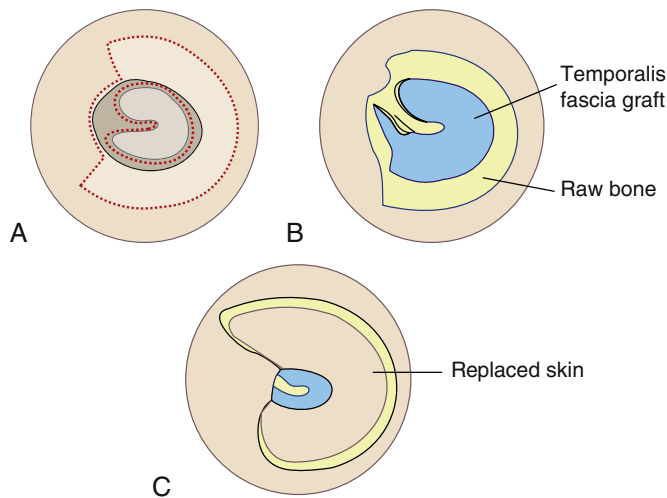 A
B
Temporalis
fascia graft
Raw bone
Replaced skin
C